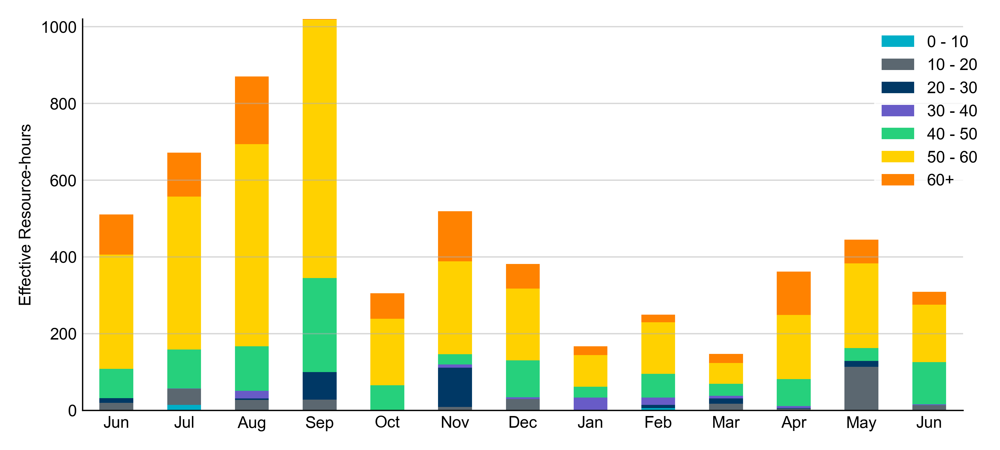 Effective Resource-hours
1000
800
600
400
200
0
Jun Jul Aug Sep Oct Nov Dec Jan Feb Mar Apr May Jun
0 - 10
10 - 20
20 - 30
30 - 40
40 - 50
50 - 60
60+